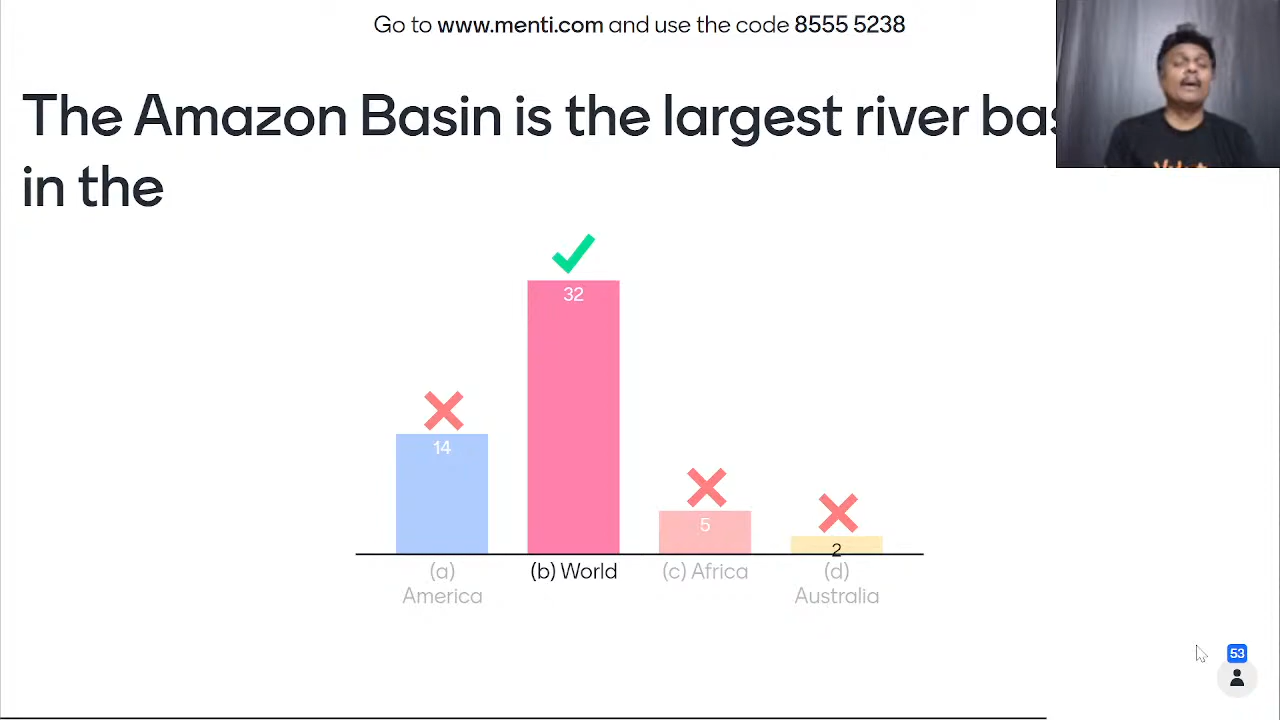 Go to www.menti.com and use the code 8555 5238
The Amazon Basin is the largest river bas
in the
32
14
5
2
(a)
America
(b) World
(c) Africa
(d)
Australia
53